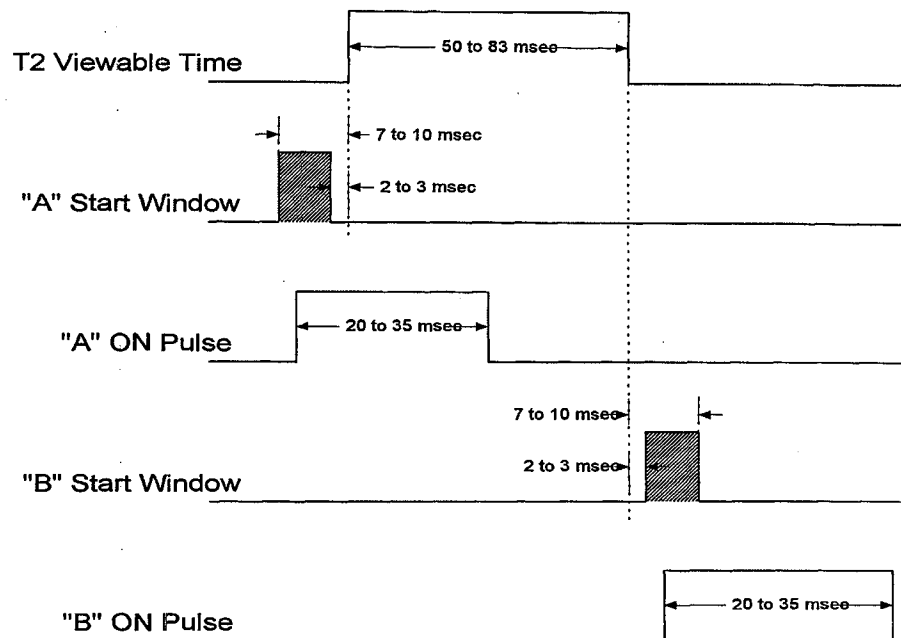 50 to 83 msec
T2 Viewable Time
7 to 10 msec
2 to 3 msec
"A" Start Window
20 to 35 msec
"A" ON Pulse
7 to 10 msec
2 to 3 msec
"B" Start Window
20 to 35 msec
"B" ON Pulse